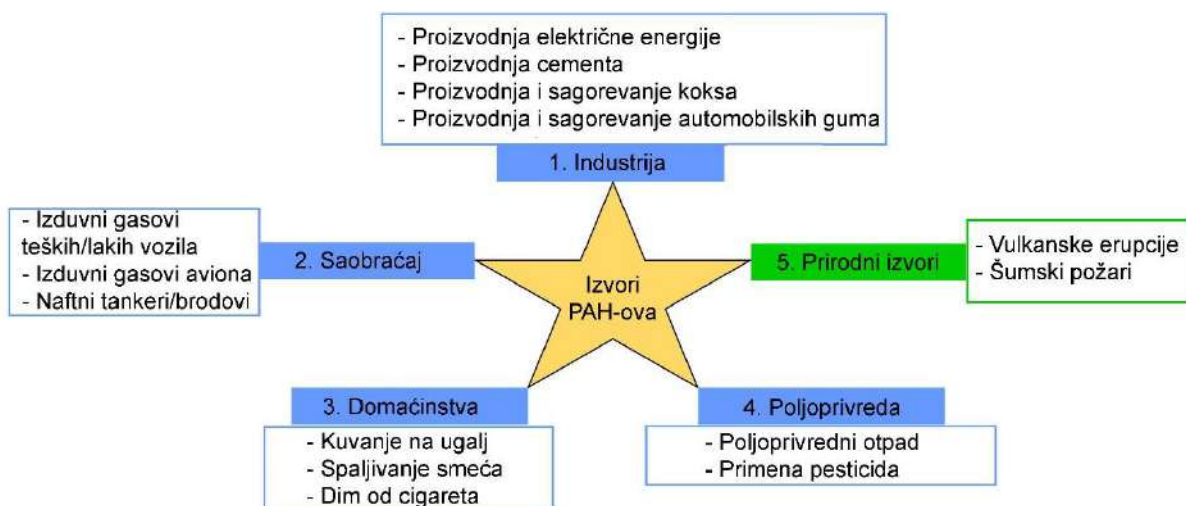 - Proizvodnja električne energije
- Proizvodnja cementa
- Proizvodnja i sagorevanje koksa
- Proizvodnja i sagorevanje automobilskih guma
1. Industrija
- Izduvni gasovi
teških/lakih vozila
- Izduvni gasovi aviona
- Naftni tankeri/brodovi
2. Saobraćaj
Izvori
PAH-ova
5. Prirodni izvori
- Vulkanske erupcije
- Šumski požari
3. Domaćinstva
- Kuvanje na ugalj
- Spaljivanje smeća
- Dim od cigareta
4. Poljoprivreda
- Poljoprivredni otpad
- Primena pesticida